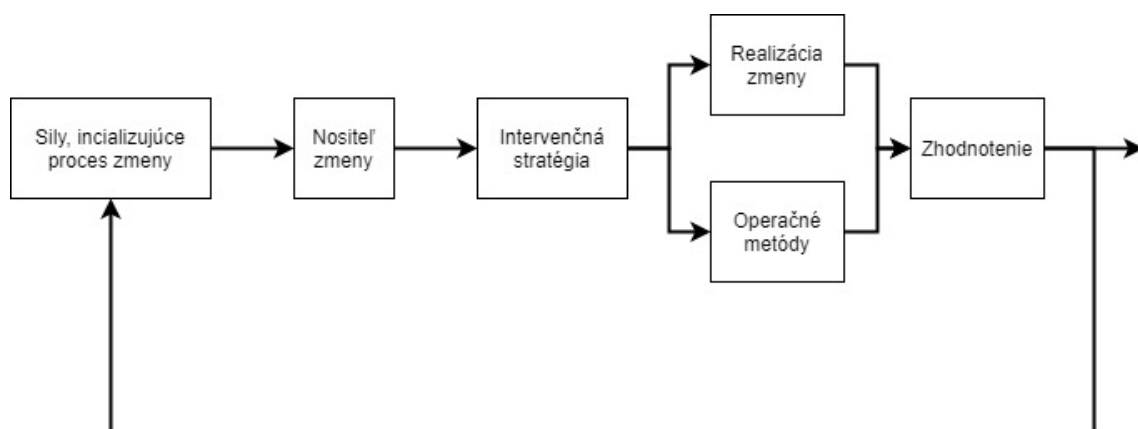 Sily, incializujúce
proces zmeny
Nositeľ
zmeny
Intervenčná
stratégia
Realizácia
zmeny
Operačné
metódy
Zhodnotenie